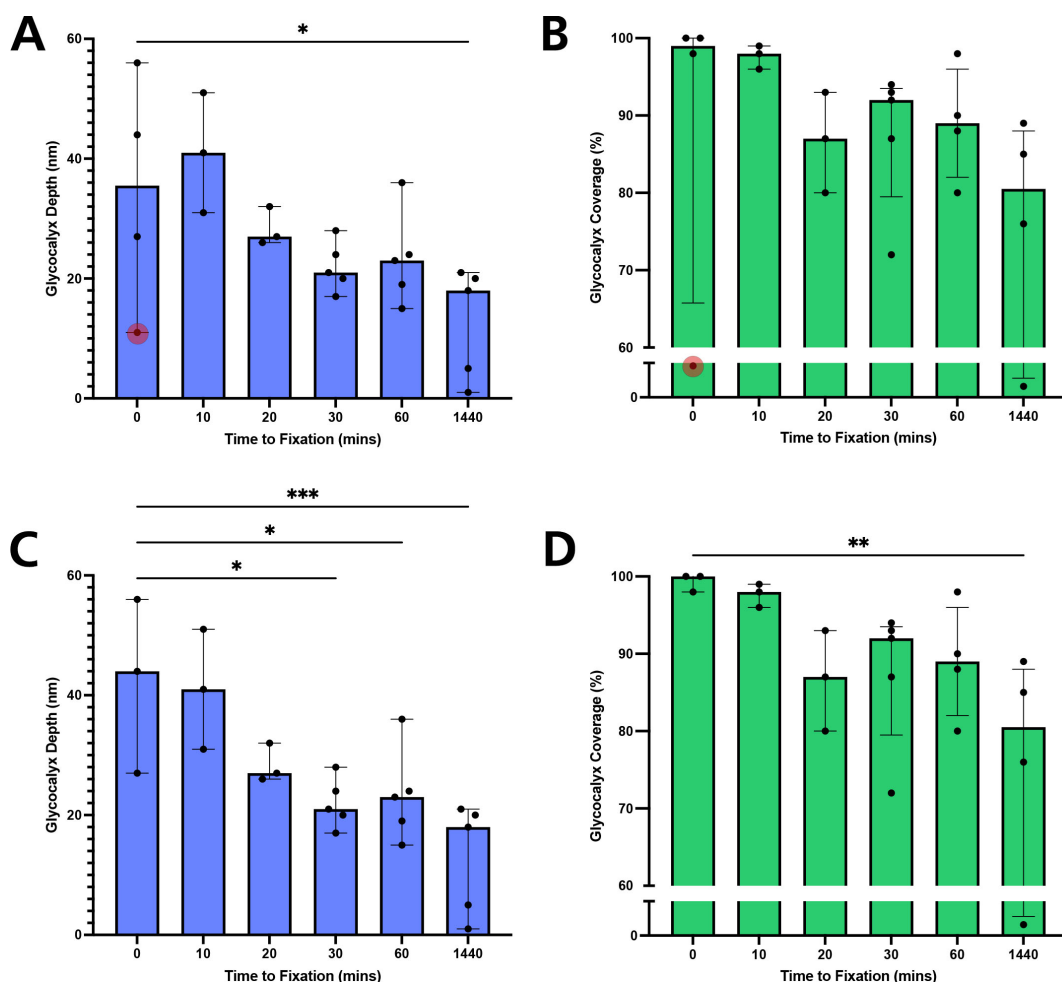 A
*
60
40
20
0
Glycocalyx Depth (nm)
0 10 20 30 60 1440
Time to Fixation (mins)
B
100
90
80
70
60
0
Glycocalyx Coverage (%)
0 10 20 30 60 1440
Time to Fixation (mins)
C
***
*
*
60
40
20
0
Glycocalyx Depth (nm)
0 10 20 30 60 1440
Time to Fixation (mins)
D
**
100
90
80
70
60
0
Glycocalyx Coverage (%)
0 10 20 30 60 1440
Time to Fixation (mins)